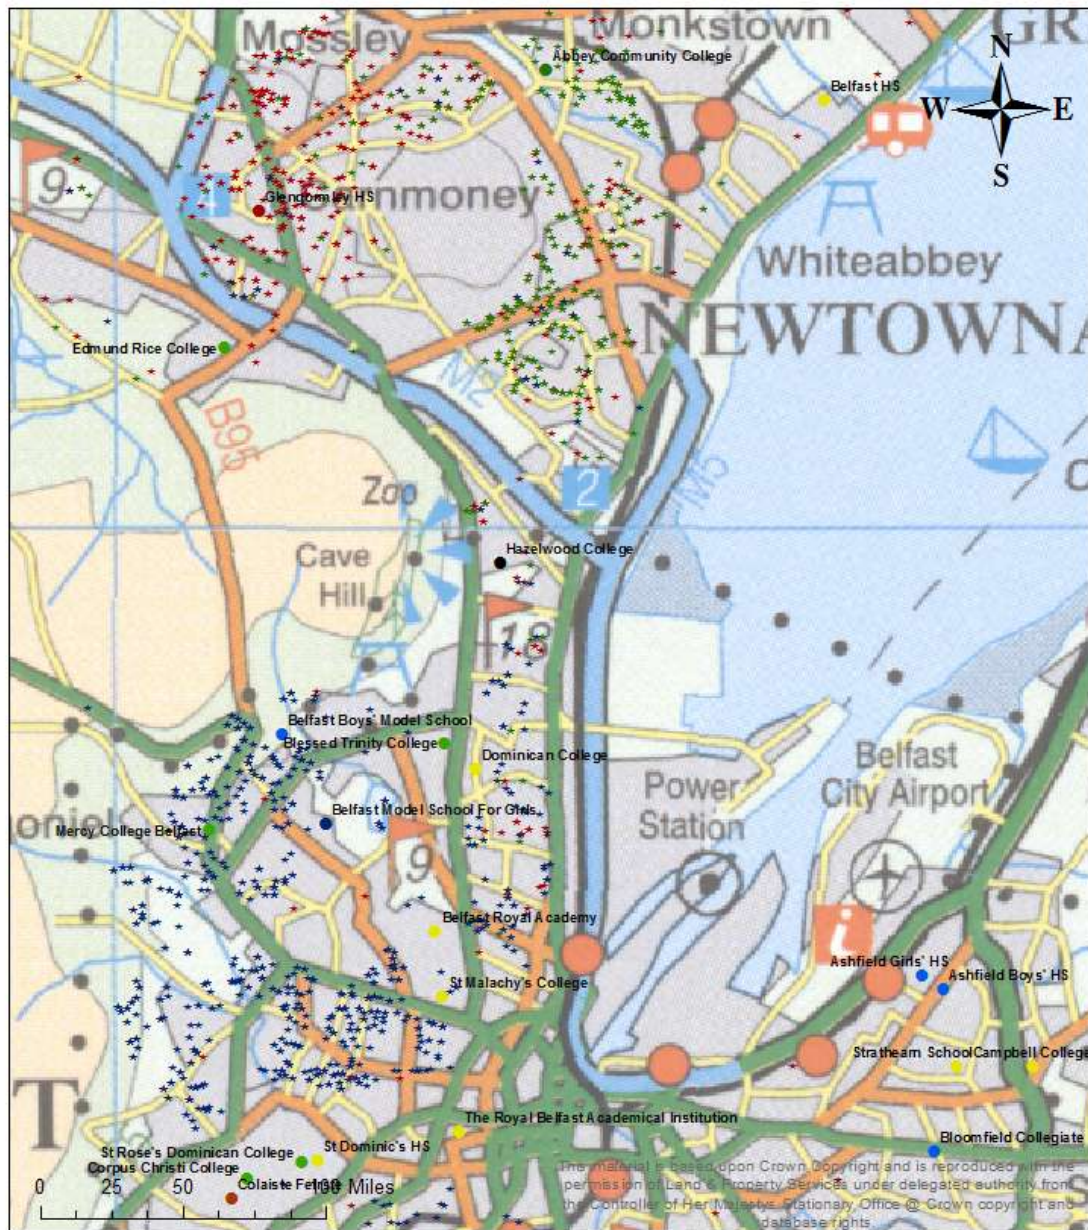 Mossley
Monkstown
Abbey Community College
Belfast HS
N
W
E
S
9
4
Glengormley HS
Whiteabbey
NEWTOWNA
Edmund Rice College
M2
B95
M5
Zoo
2
Cave
Hill
Hazelwood College
18
Belfast Boys' Model School
Blessed Trinity College
Dominican College
Belfast
City Airport
Power
Station
Belfast Model School For Girls
Mercy College Belfast
9
Belfast Royal Academy
i
St Malachy's College
Ashfield Girls' HS
Ashfield Boys' HS
Strathearn School
Campbell College
T
The Royal Belfast Academical Institution
St Rose's Dominican College
St Dominic's HS
Bloomfield Collegiate
Corpus Christi College
Colaiste Feirste
0 50 100 Miles
This material is based upon Crown Copyright and is reproduced with the
permission of Land & Property Services under delegated authority from
the Controller of Her Majestys Stationary Office @ Crown copyright and
database rights